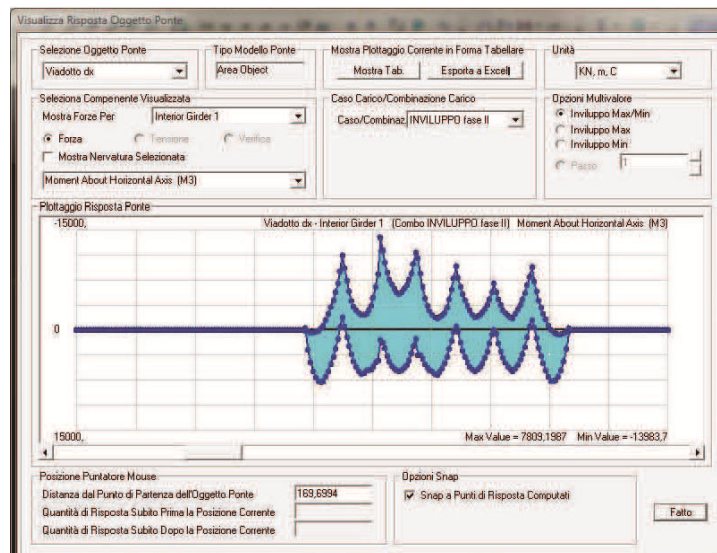 Visualizza Risposta Oggetto Ponte
Selezione Oggetto Ponte
Viadotto dx
Tipo Modello Ponte
Area Object
Mostra Plottaggio Corrente in Forma Tabellare
Mostra Tab.
Esporta a Excell
Unità
KN, m, C
Seleziona Componente Visualizzata
Mostra Forze Per
Interior Girder 1
Forza
Tensione
Verifica
Mostra Nervatura Selezionata
Moment About Horizontal Axis (M3)
Caso Carico/Combinazione Carico
Caso/Combinaz.
INVILUPPO fase II
Opzioni Multivalore
Inviluppo Max/Min
Inviluppo Max
Inviluppo Min
Passo
1
Plottaggio Risposta Ponte
-15000,
Viadotto dx - Interior Girder 1 (Combo INVILUPPO fase II) Moment About Horizontal Axis (M3)
0
15000,
Max Value = 7809,1987 Min Value = -13983,7
Posizione Puntatore Mouse
Distanza dal Punto di Partenza dell'Oggetto Ponte
169,6994
Quantità di Risposta Subito Prima la Posizione Corrente
Quantità di Risposta Subito Dopo la Posizione Corrente
Opzioni Snap
Snap a Punti di Risposta Computati
Fatto